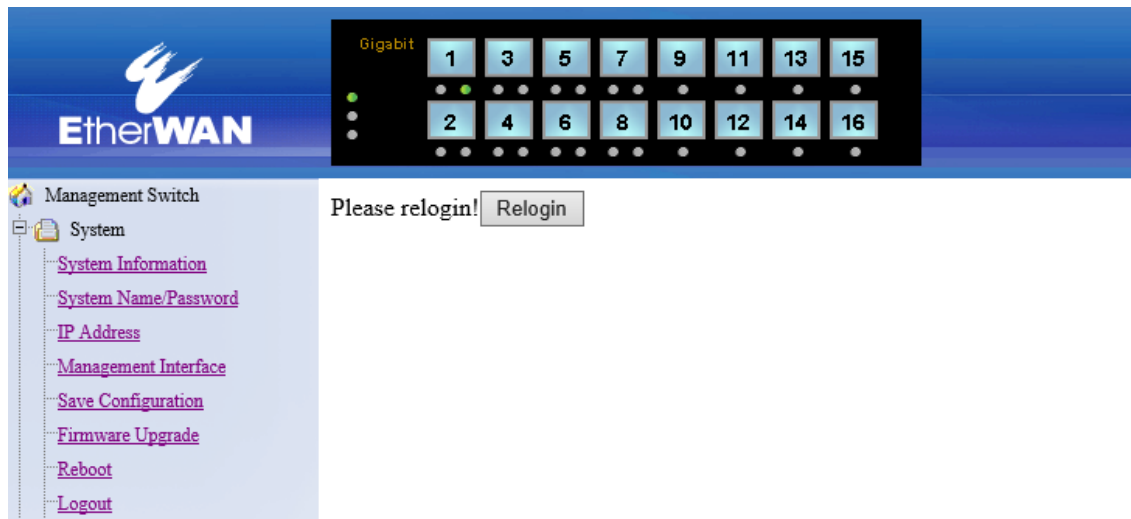 Gigabit
1 3 5 7 9 11 13 15
2 4 6 8 10 12 14 16
EtherWAN
Management Switch
Please relogin! Relogin
System
System Information
System Name/Password
IP Address
Management Interface
Save Configuration
Firmware Upgrade
Reboot
Logout